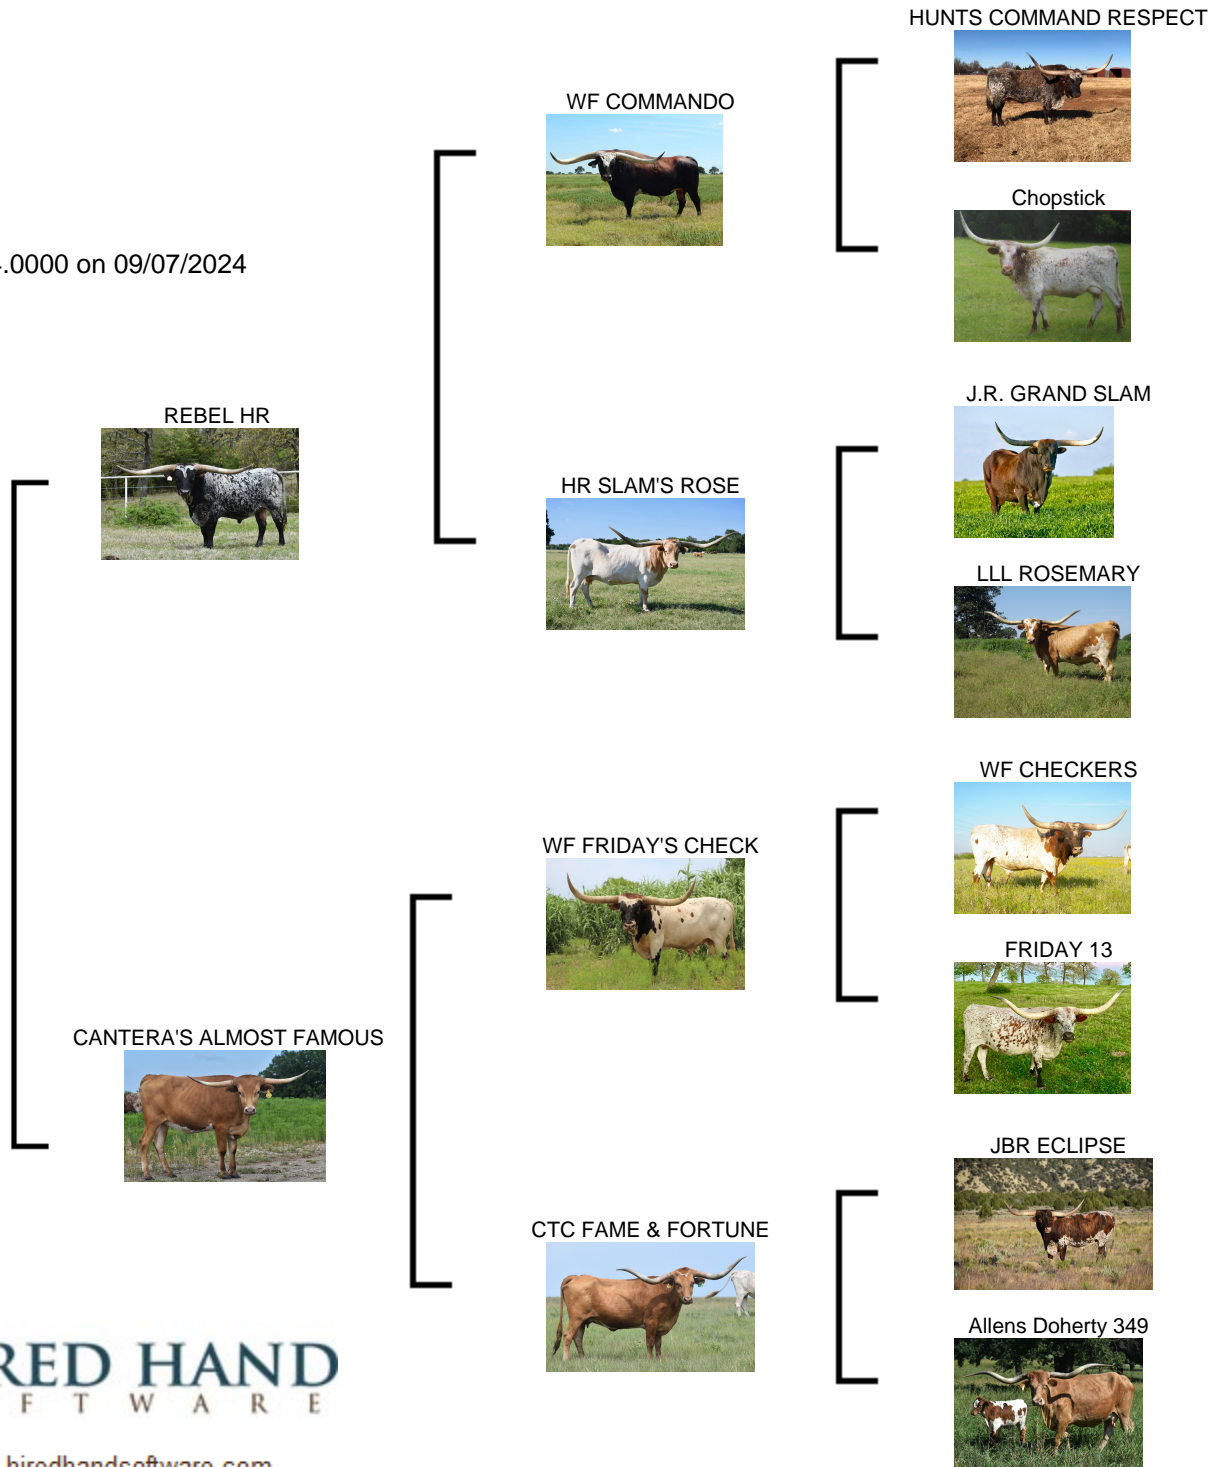 HUNTS COMMAND RESPECT
WF COMMANDO
Chopstick
.0000 on 09/07/2024
J.R. GRAND SLAM
REBEL HR
HR SLAM'S ROSE
LLL ROSEMARY
WF CHECKERS
WF FRIDAY'S CHECK
FRIDAY 13
CANTERA'S ALMOST FAMOUS
JBR ECLIPSE
CTC FAME & FORTUNE
Allens Doherty 349
RED HAND
F T W A R E
hiredhandsoftware.com